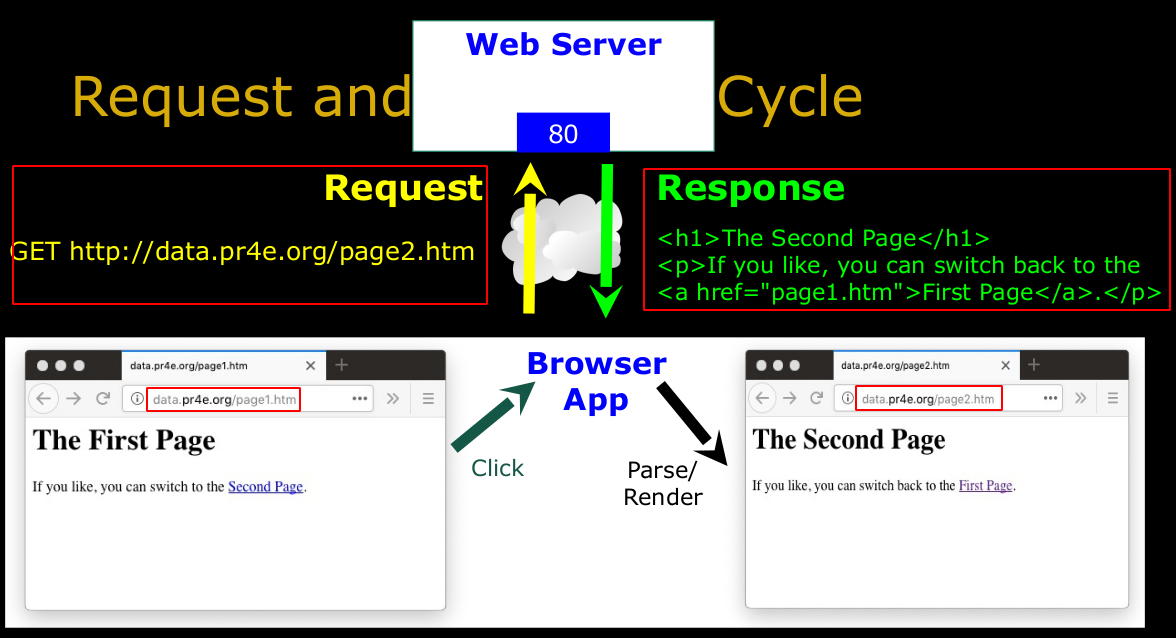 Web Server
Request and Cycle
80
Request
GET http://data.pr4e.org/page2.htm
Response
<h1>The Second Page</h1>
<p>If you like, you can switch back to the
<a href="page1.htm">First Page</a>.</p>
data.pr4e.org/page1.htm
data.pr4e.org/page1.htm
The First Page
If you like, you can switch to the Second Page.
Browser
App
Click
Parse/
Render
data.pr4e.org/page2.htm
data.pr4e.org/page2.htm
The Second Page
If you like, you can switch back to the First Page.